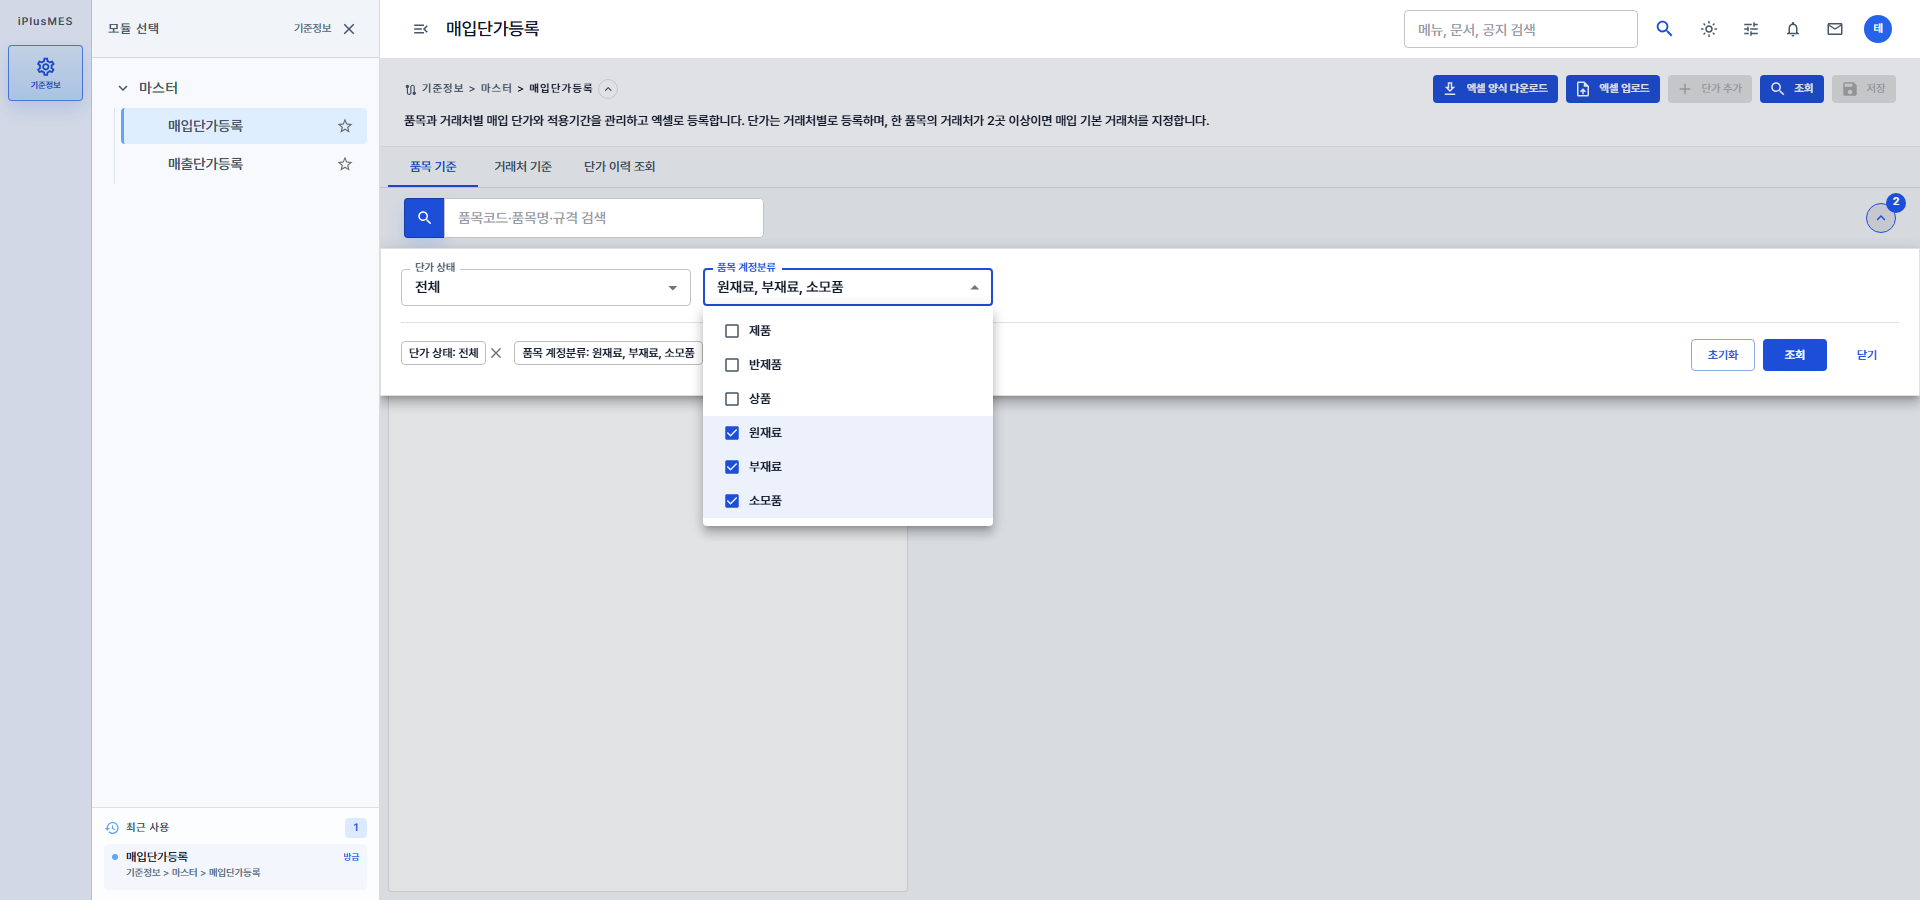 iPlusMES
기준정보
모듈 선택
기준정보
마스터
매입단가등록
매출단가등록
최근 사용
1
매입단가등록
방금
기준정보 > 마스터 > 매입단가등록
매입단가등록
메뉴, 문서, 공지 검색
테
기준정보 > 마스터 > 매입단가등록
엑셀 양식 다운로드
엑셀 업로드
단가 추가
조회
저장
품목과 거래처별 매입 단가와 적용기간을 관리하고 엑셀로 등록합니다. 단가는 거래처별로 등록하며, 한 품목의 거래처가 2곳 이상이면 매입 기본 거래처를 지정합니다.
품목 기준
거래처 기준
단가 이력 조회
품목코드·품목명·규격 검색
2
단가 상태
전체
품목 계정분류
원재료, 부재료, 소모품
단가 상태: 전체
품목 계정분류: 원재료, 부재료, 소모품
초기화
조회
닫기
제품
반제품
상품
원재료
부재료
소모품